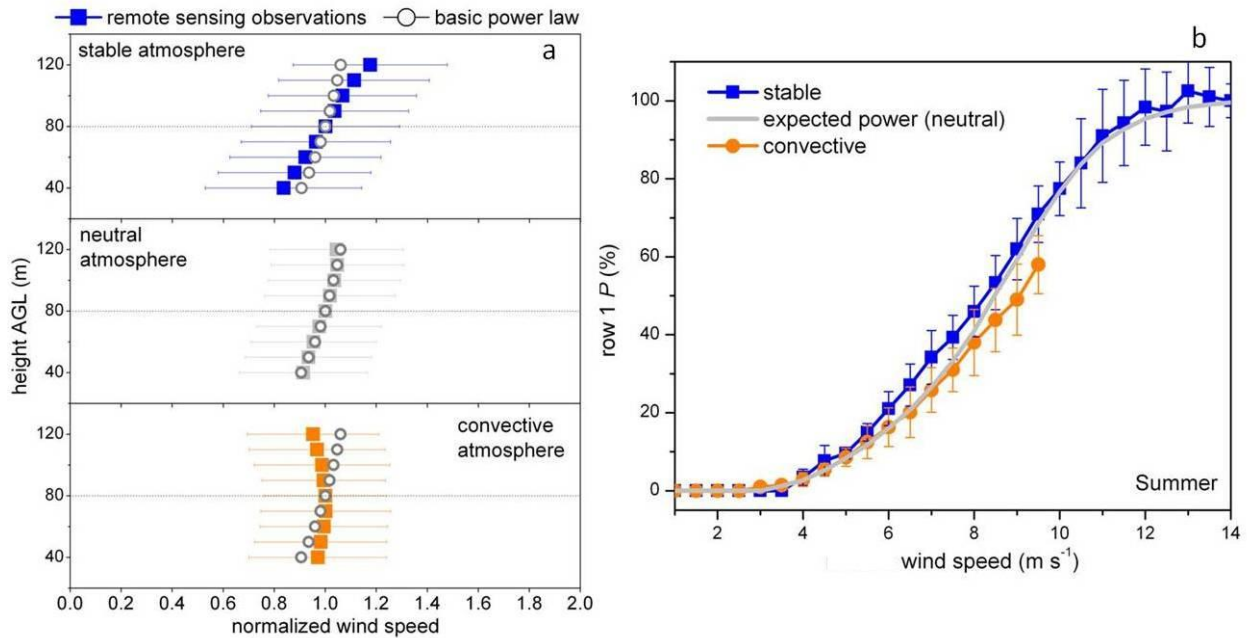 remote sensing observations basic power law
stable atmosphere
a
120
100
80
60
40
neutral
atmosphere
120
100
80
60
40
convective
atmosphere
120
100
80
60
40
height AGL (m)
0.0 0.2 0.4 0.6 0.8 1.0 1.2 1.4 1.6 1.8 2.0
normalized wind speed
b
stable
expected power (neutral)
convective
100
80
60
40
20
0
row 1 P (%)
Summer
2 4 6 8 10 12 14
wind speed (m s⁻¹)